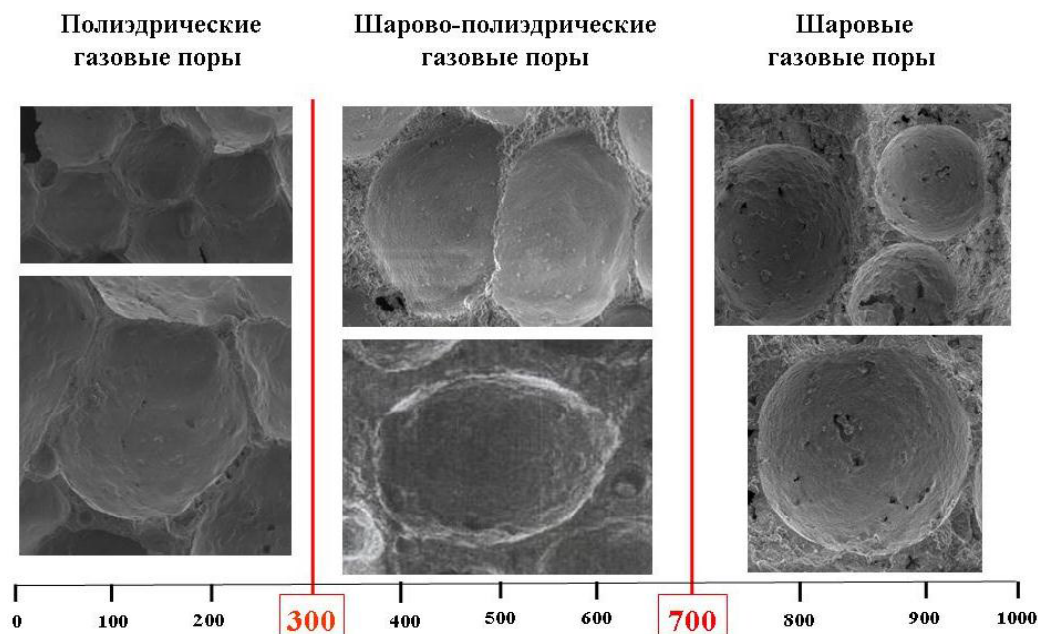 Полиэдрические
газовые поры
Шарово-полиэдрические
газовые поры
Шаровые
газовые поры
0 100 200 300 400 500 600 700 800 900 1000